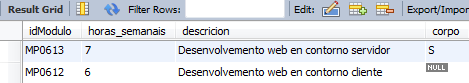 Result Grid Filter Rows: Edit: Export/Impor
idModulo horas_semanais descricion corpo
MP0613 7 Desenvolvemento web en contorno servidor S
MP0612 6 Desenvolvemento web en contorno cliente NULL